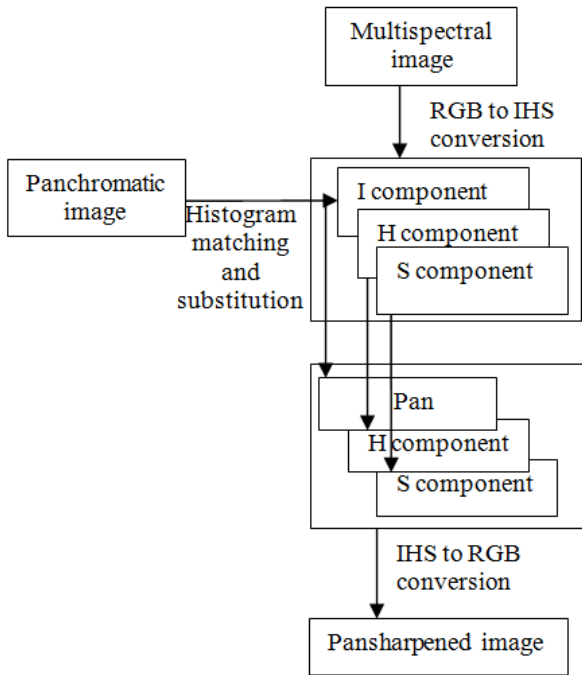 Multispectral
image
RGB to IHS
conversion
Panchromatic
image
Histogram
matching
and
substitution
I component
H component
S component
Pan
H component
S component
IHS to RGB
conversion
Pansharpened image